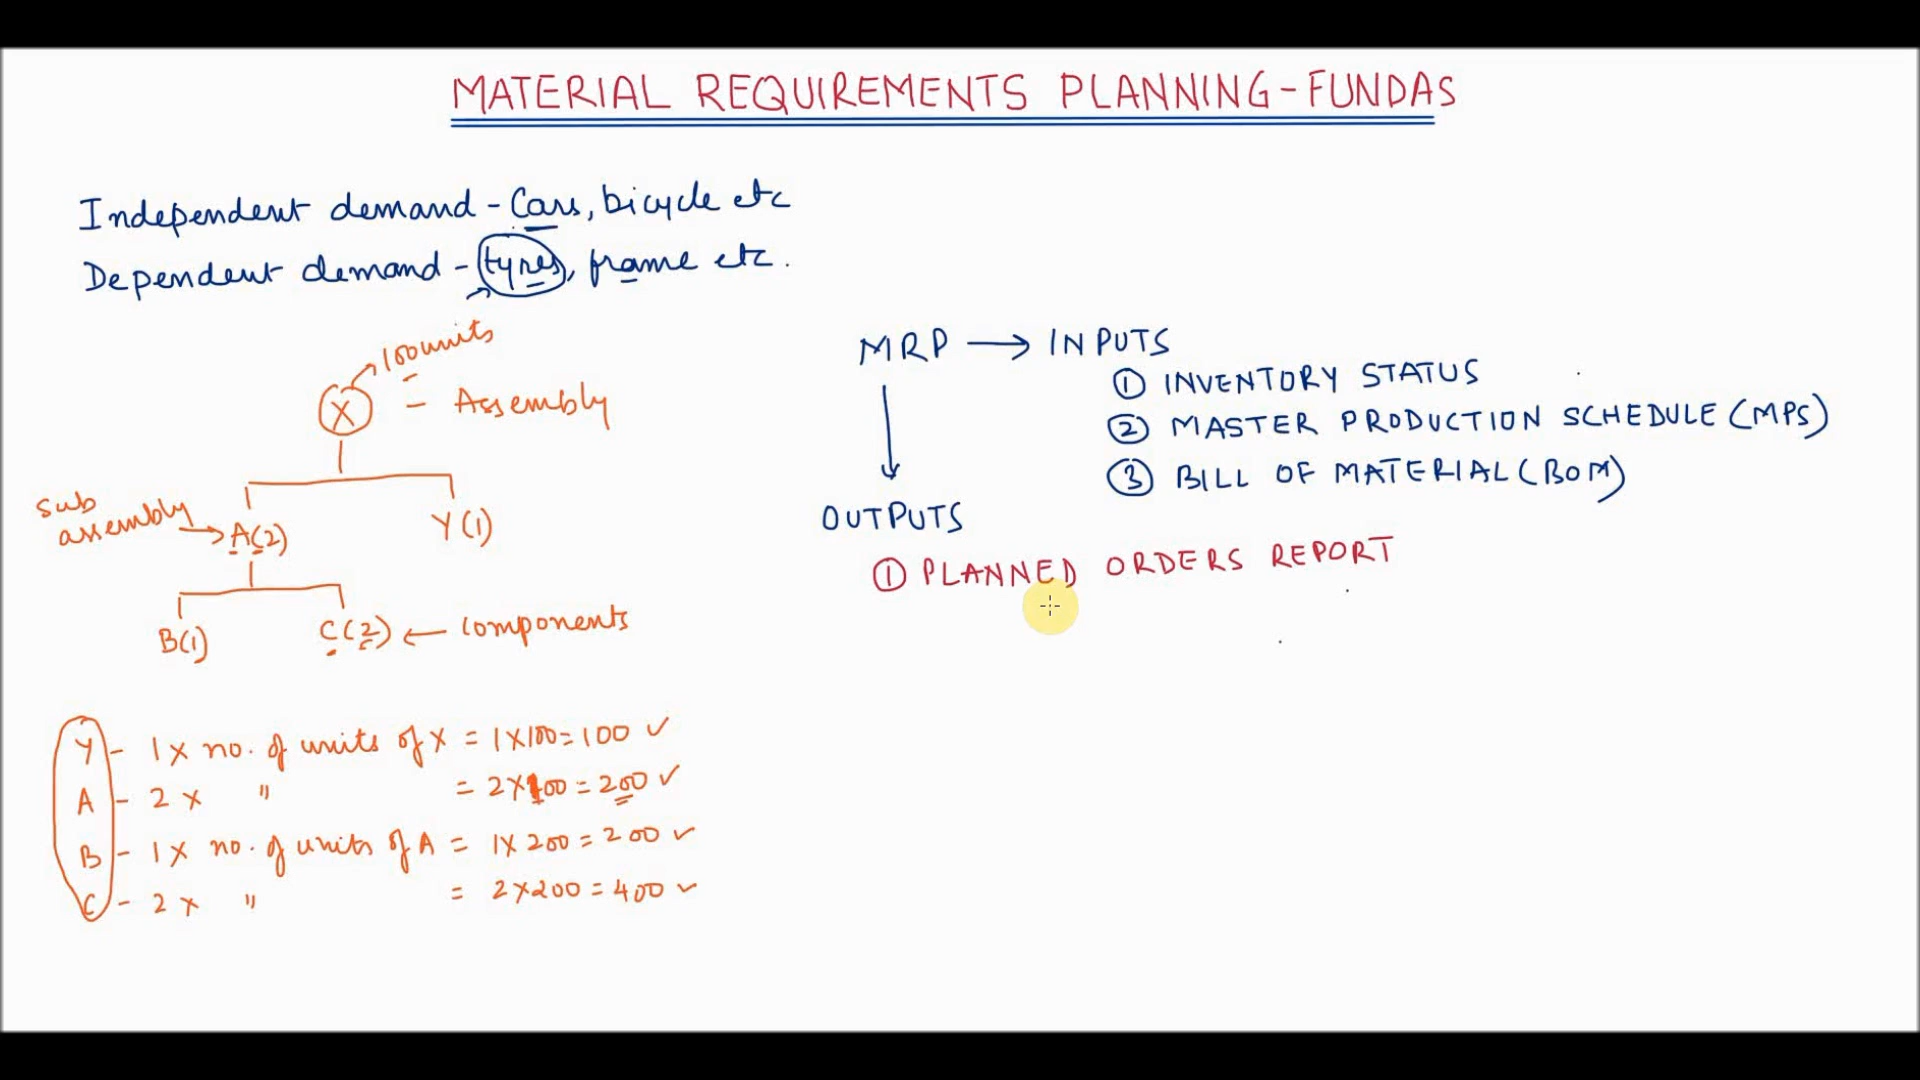 MATERIAL REQUIREMENTS PLANNING-FUNDAS
Independent demand - Cars, bicycle etc
Dependent demand - tyres, frame etc.
100 units
X - Assembly
sub
assembly → A(2)
Y(1)
B(1)
C(2) ← components
Y - 1 x no. of units of X = 1X100=100 ✓
A - 2 x " = 2X100 = 200 ✓
B - 1 x no. of units of A = 1X200 = 200 ✓
C - 2 x " = 2X200 = 400 ✓
MRP → INPUTS
① INVENTORY STATUS
② MASTER PRODUCTION SCHEDULE (MPS)
③ BILL OF MATERIAL (BOM)
OUTPUTS
① PLANNED ORDERS REPORT